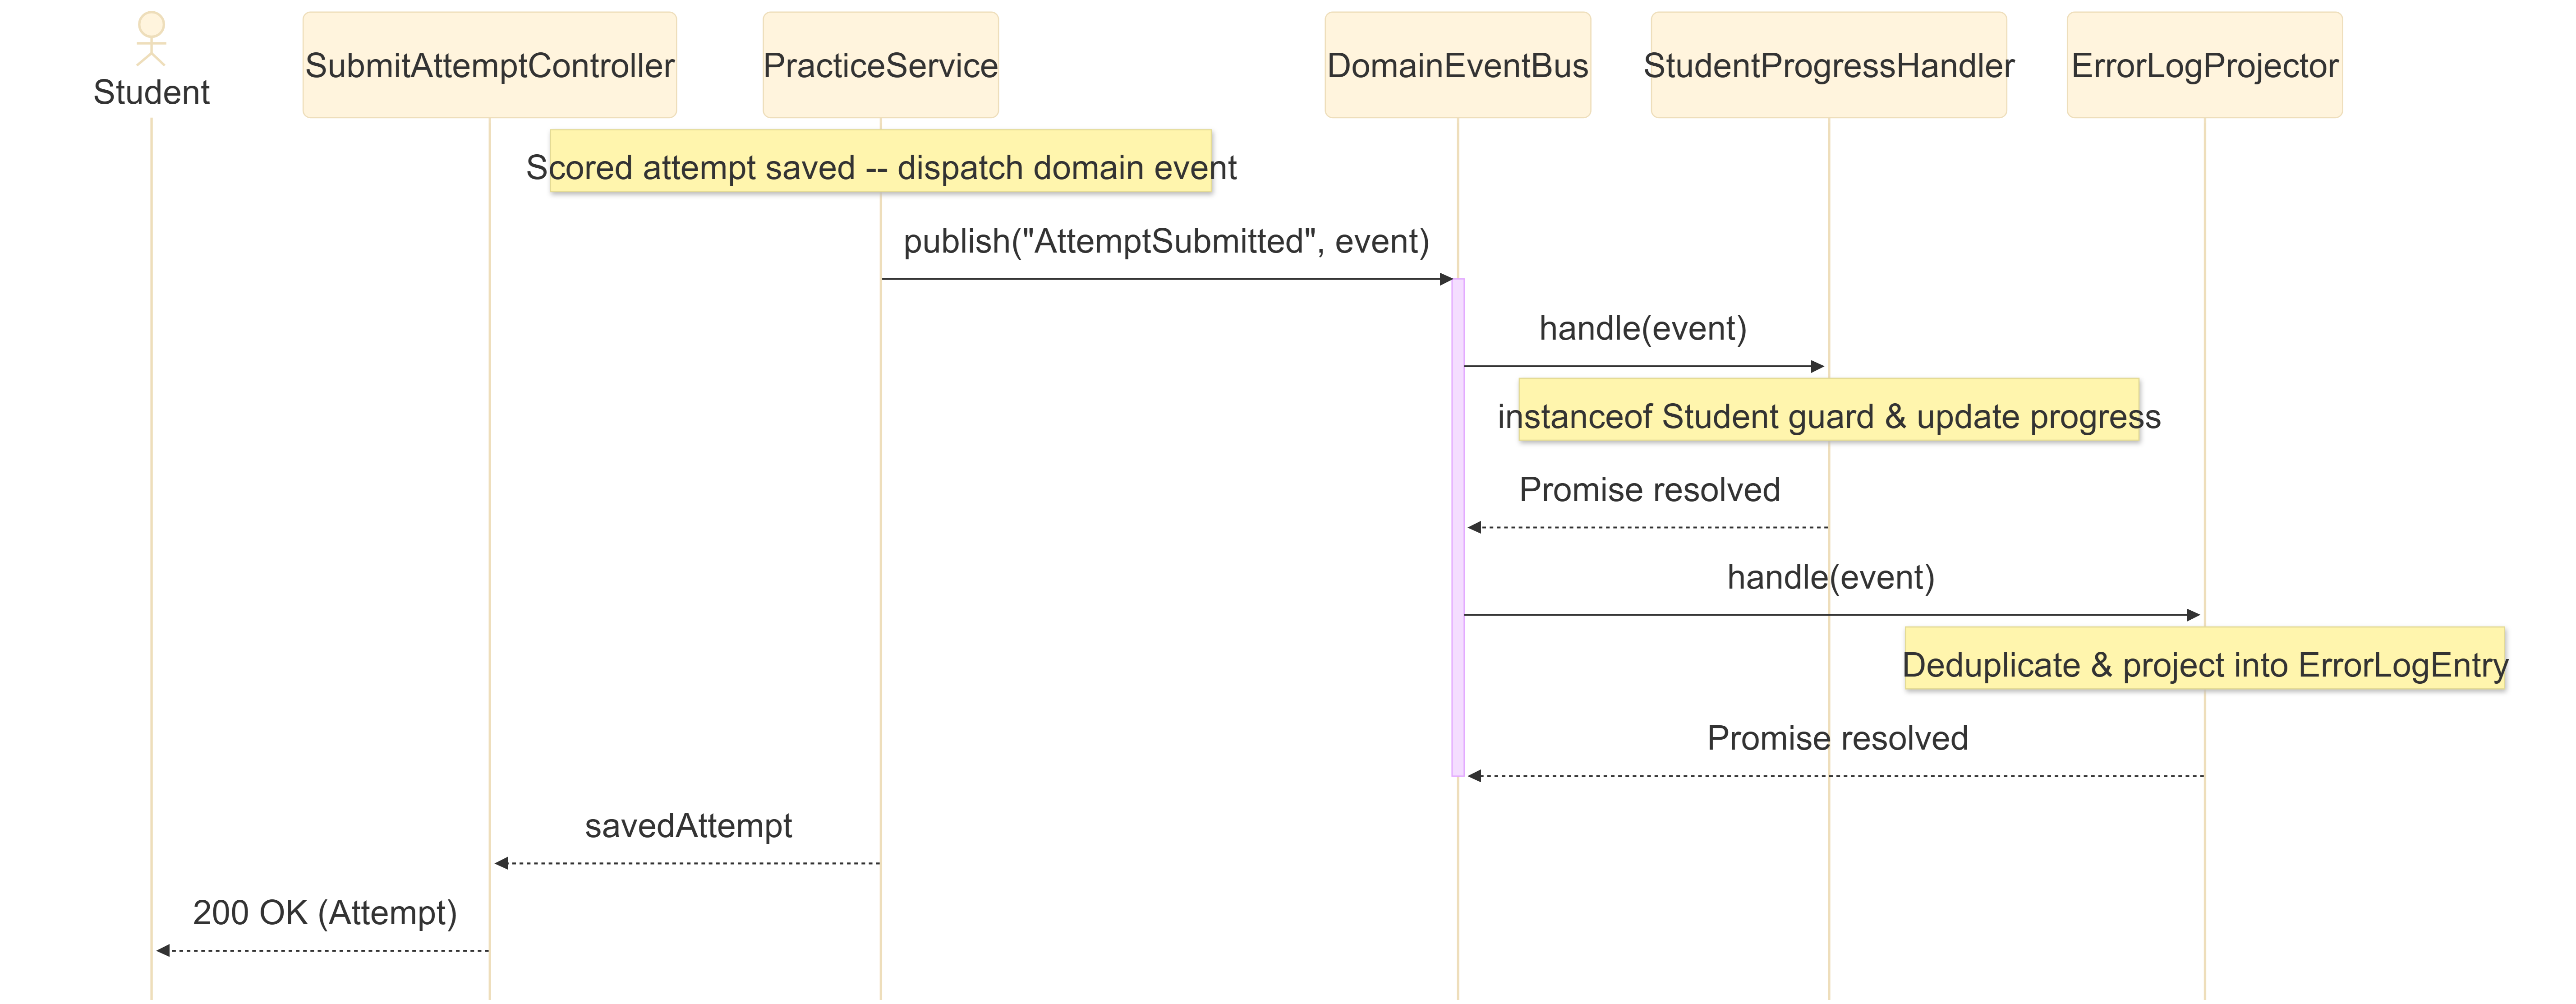 Student
SubmitAttemptController
PracticeService
DomainEventBus
StudentProgressHandler
ErrorLogProjector
Scored attempt saved -- dispatch domain event
publish("AttemptSubmitted", event)
handle(event)
instanceof Student guard & update progress
Promise resolved
handle(event)
Deduplicate & project into ErrorLogEntry
Promise resolved
savedAttempt
200 OK (Attempt)